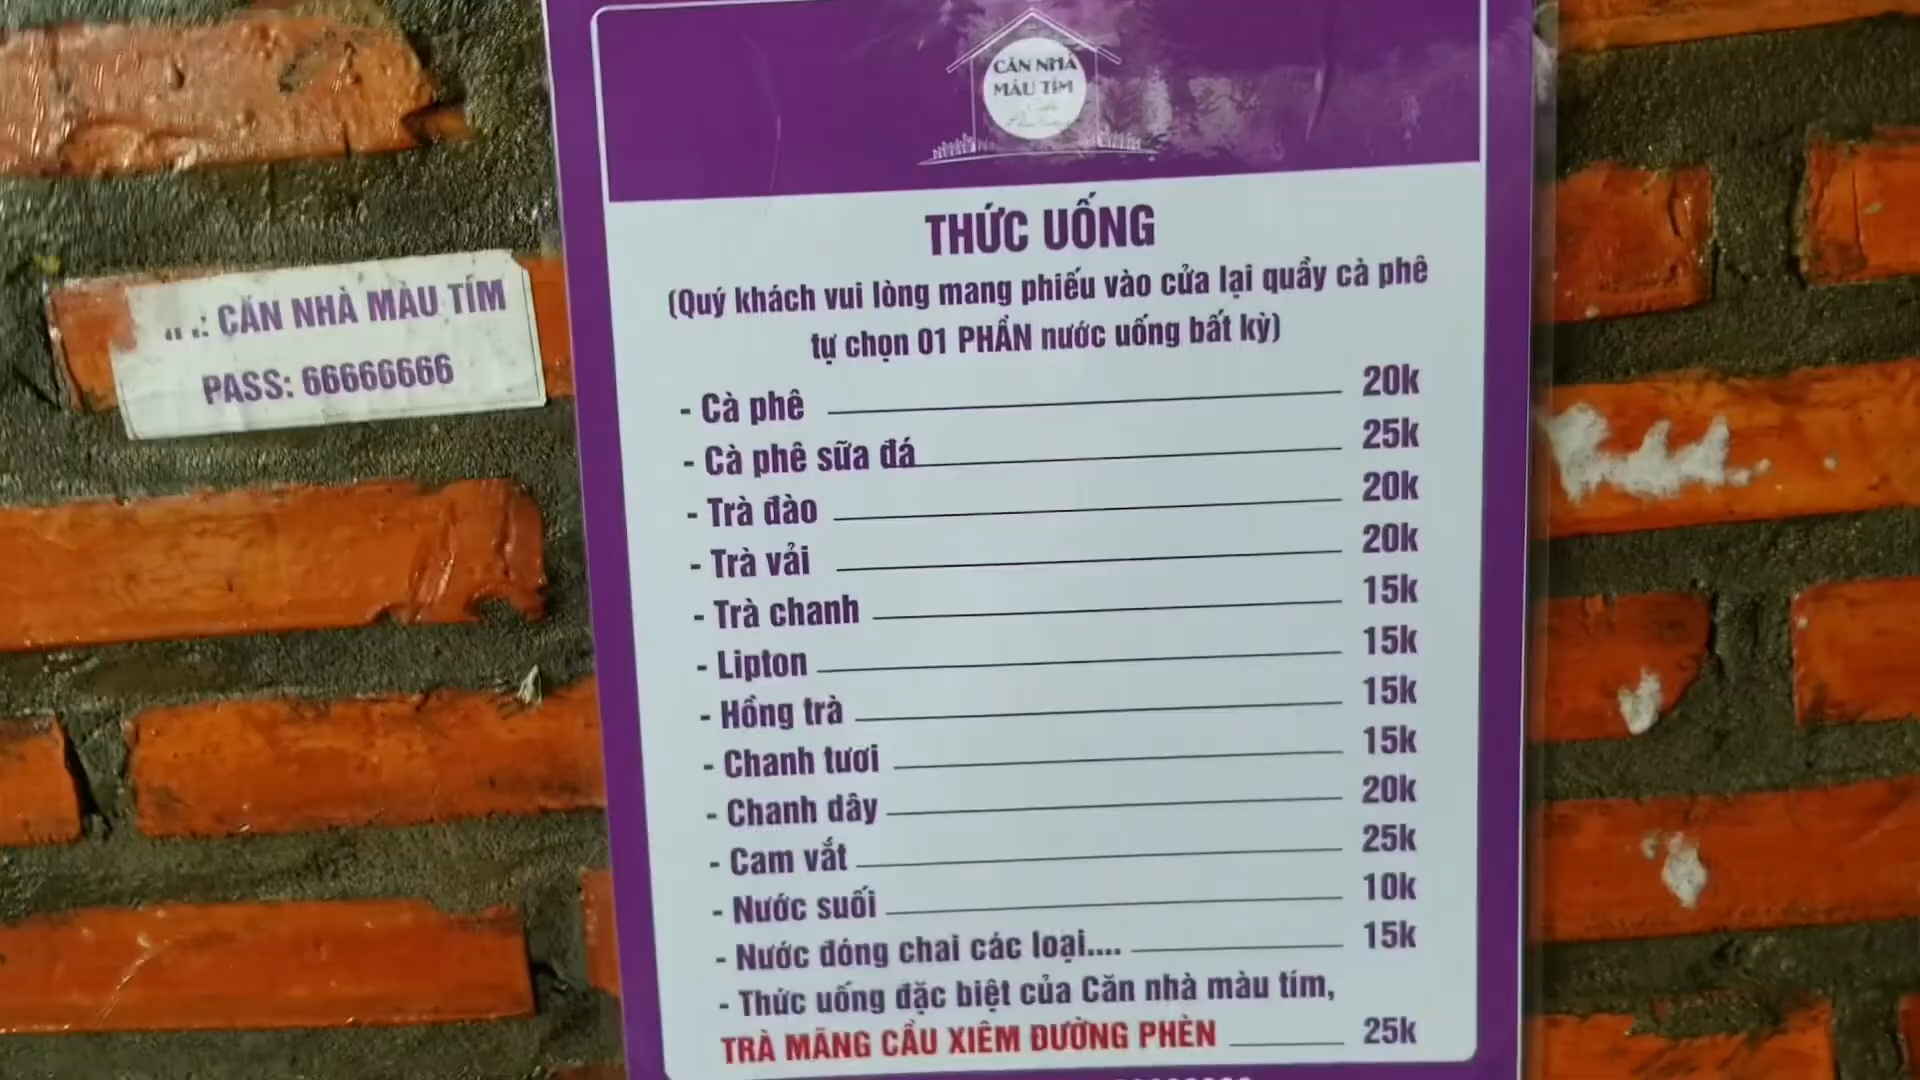 CĂN NHÀ
MÀU TÍM
THỨC UỐNG
(Quý khách vui lòng mang phiếu vào cửa lại quầy cà phê
tự chọn 01 PHẦN nước uống bất kỳ)
- Cà phê 20k
- Cà phê sữa đá 25k
- Trà đào 20k
- Trà vải 20k
- Trà chanh 15k
- Lipton 15k
- Hồng trà 15k
- Chanh tươi 15k
- Chanh dây 20k
- Cam vắt 25k
- Nước suối 10k
- Nước đóng chai các loại.... 15k
- Thức uống đặc biệt của Căn nhà màu tím,
TRÀ MÃNG CẦU XIÊM ĐƯỜNG PHÈN 25k
: CĂN NHÀ MÀU TÍM
PASS: 66666666